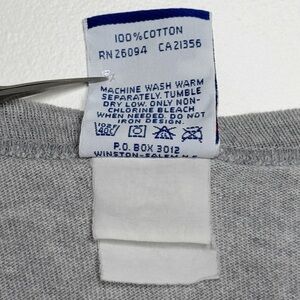 100% COTTON
RN 26094 CA 21356
MACHINE WASH WARM
SEPARATELY. TUMBLE
DRY LOW. ONLY NON-
CHLORINE BLEACH
WHEN NEEDED. DO NOT
IRON DESIGN.
P.O. BOX 3012
WINSTON-SALEM